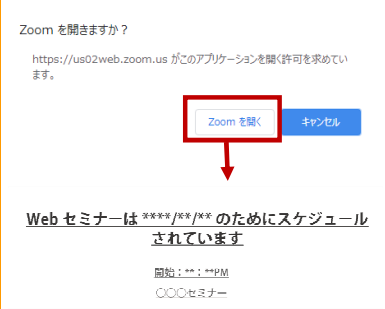 Zoom を開きますか？
https://us02web.zoom.us がこのアプリケーションを開く許可を求めてい
ます。
Zoom を開く キャンセル
Web セミナーは ****/**/** のためにスケジュール
されています
開始：**：**PM
〇〇〇セミナー